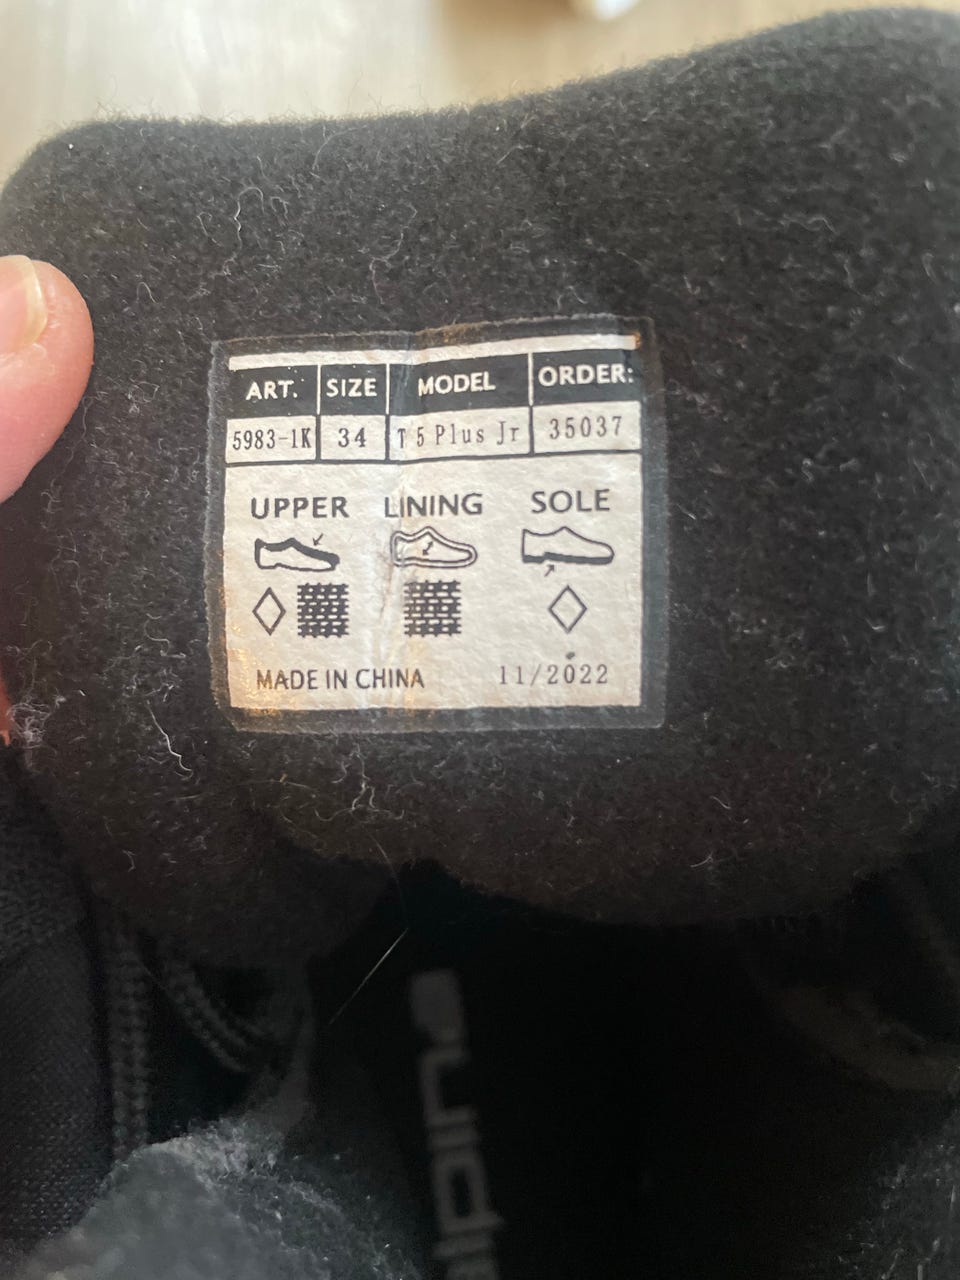 ART. SIZE MODEL ORDER:
5983-1K 34 T 5 Plus Jr 35037
UPPER LINING SOLE
MADE IN CHINA 11/2022